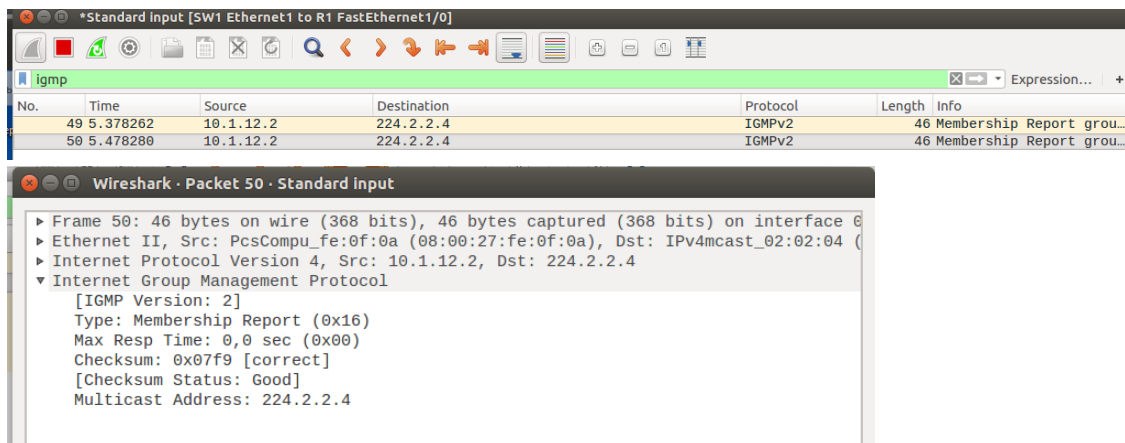 *Standard input [SW1 Ethernet1 to R1 FastEthernet1/0]
igmp Expression... +
No. Time Source Destination Protocol Length Info
49 5.378262 10.1.12.2 224.2.2.4 IGMPv2 46 Membership Report grou…
50 5.478280 10.1.12.2 224.2.2.4 IGMPv2 46 Membership Report grou…
Wireshark · Packet 50 · Standard input
Frame 50: 46 bytes on wire (368 bits), 46 bytes captured (368 bits) on interface 0
Ethernet II, Src: PcsCompu_fe:0f:0a (08:00:27:fe:0f:0a), Dst: IPv4mcast_02:02:04 (
Internet Protocol Version 4, Src: 10.1.12.2, Dst: 224.2.2.4
Internet Group Management Protocol
[IGMP Version: 2]
Type: Membership Report (0x16)
Max Resp Time: 0,0 sec (0x00)
Checksum: 0x07f9 [correct]
[Checksum Status: Good]
Multicast Address: 224.2.2.4